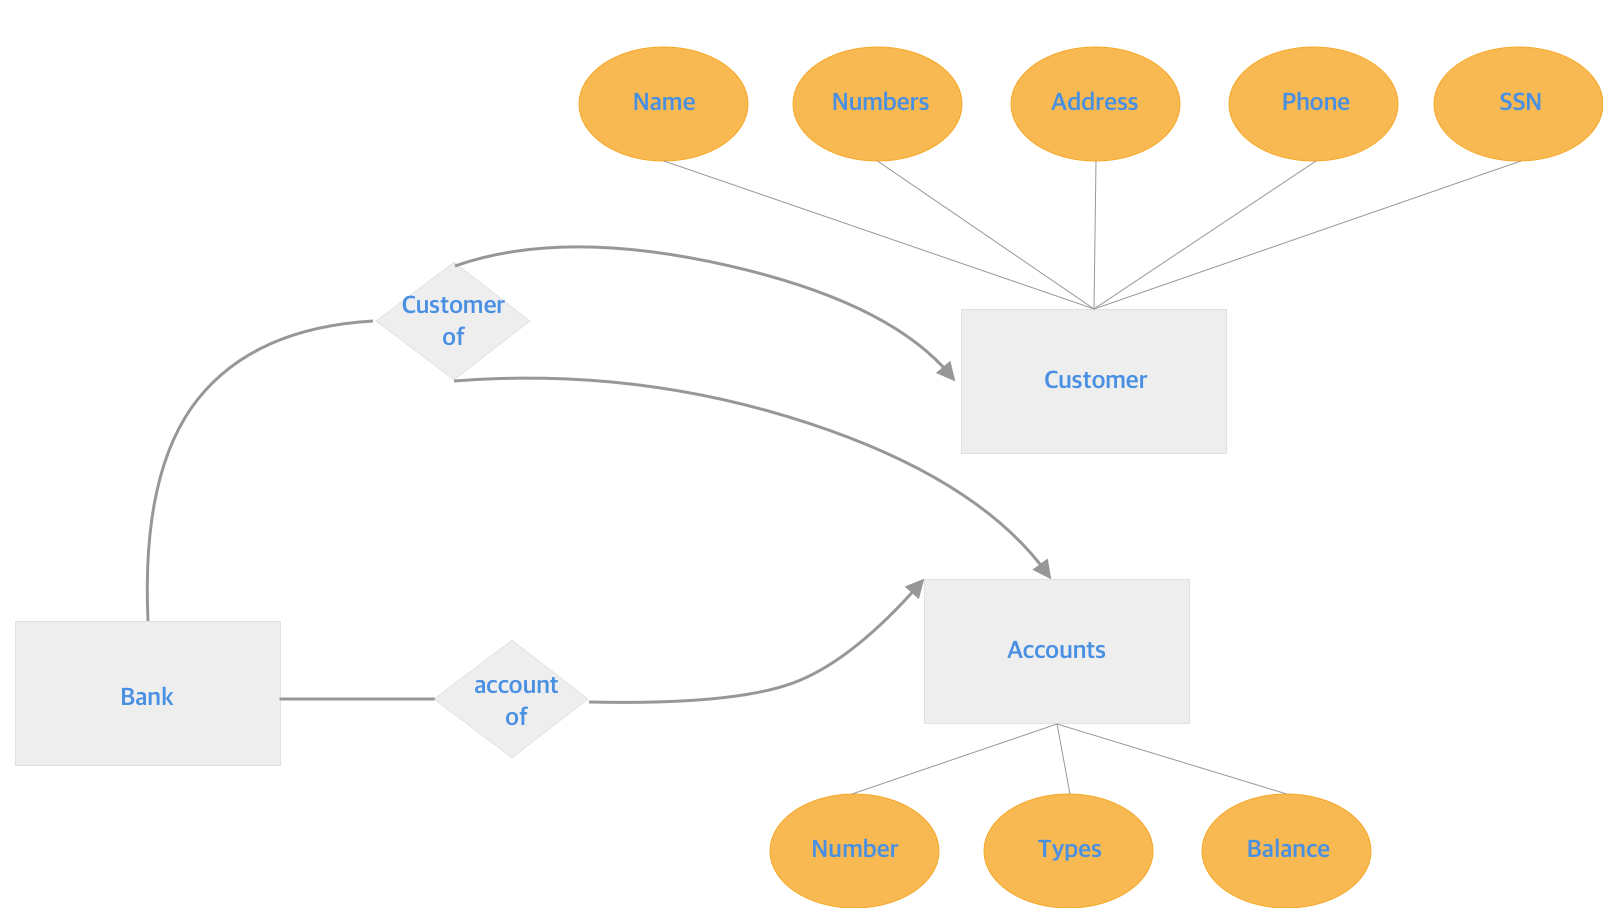 Name
Numbers
Address
Phone
SSN
Customer
of
Customer
Accounts
Bank
account
of
Number
Types
Balance